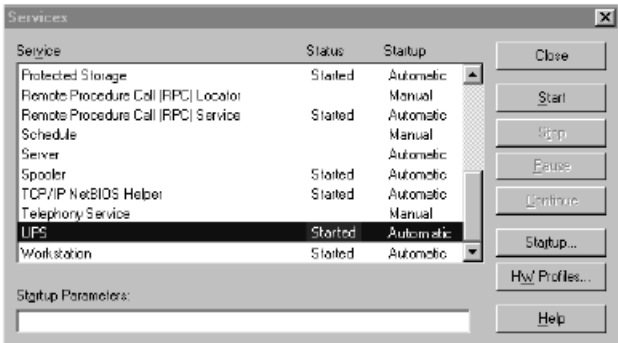 Services
Service Status Startup
Protected Storage Started Automatic
Remote Procedure Call (RPC) Locator Manual
Remote Procedure Call (RPC) Service Started Automatic
Schedule Manual
Server Automatic
Spooler Started Automatic
TCP/IP NetBIOS Helper Started Automatic
Telephony Service Manual
UPS Started Automatic
Workstation Started Automatic
Startup Parameters:
Close
Start
Stop
Pause
Continue
Startup...
HW Profiles...
Help